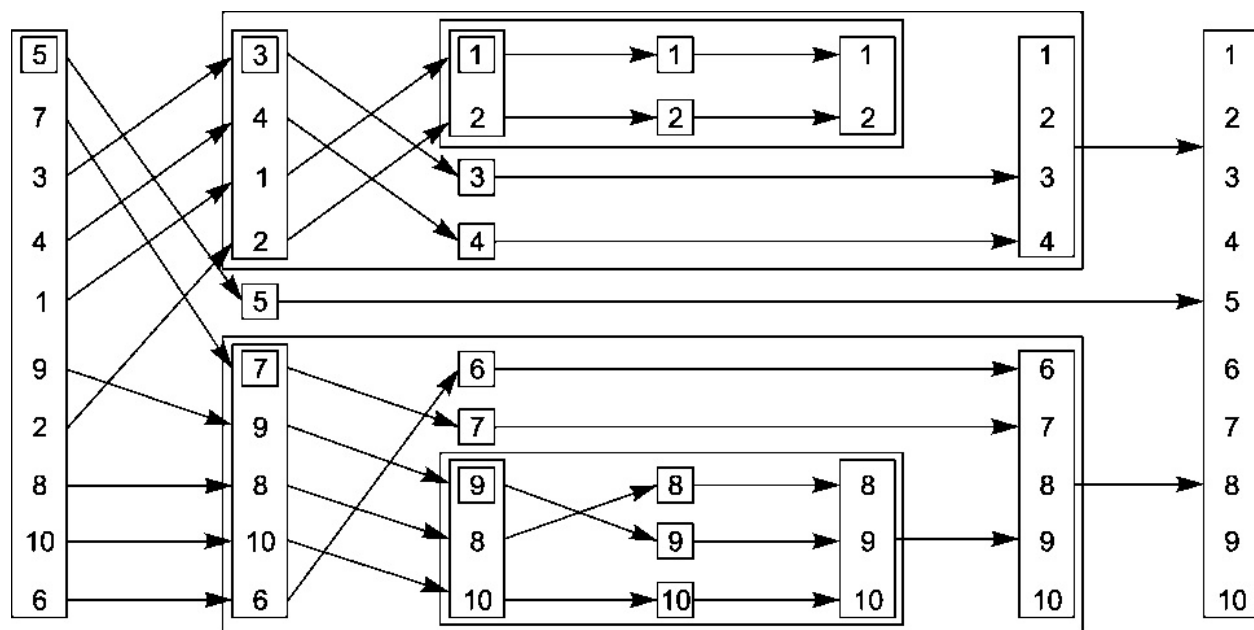 5 3 1 1 1 1 1
7 4 2 2 2 2 2
3 1 3 3 3
4 2 4 4 4
1 5 5
9 7 6 6 6
2 9 7 7 7
8 8 9 8 8 8 8
10 10 8 9 9 9 9
6 6 10 10 10 10 10